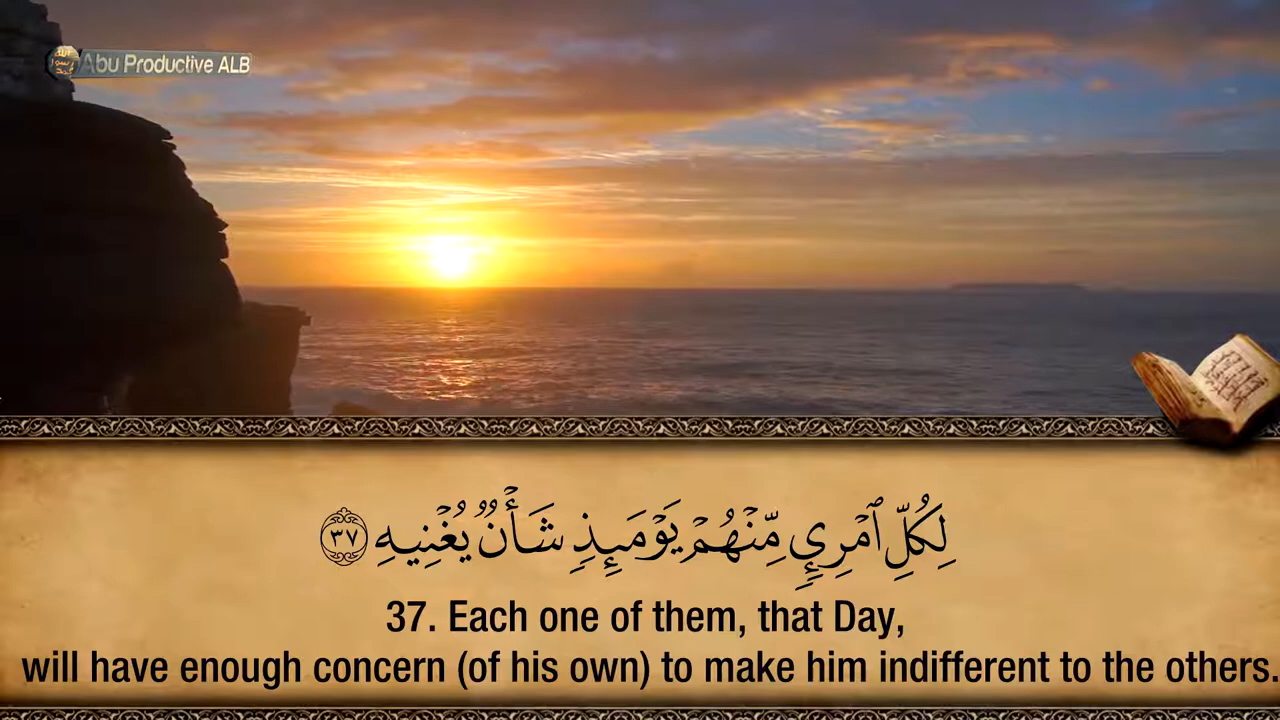 Abu Productive ALB
لِكُلِّ ٱمْرِئٍ مِّنْهُمْ يَوْمَئِذٍ شَأْنٌ يُغْنِيهِ ٣٧
37. Each one of them, that Day,
will have enough concern (of his own) to make him indifferent to the others.